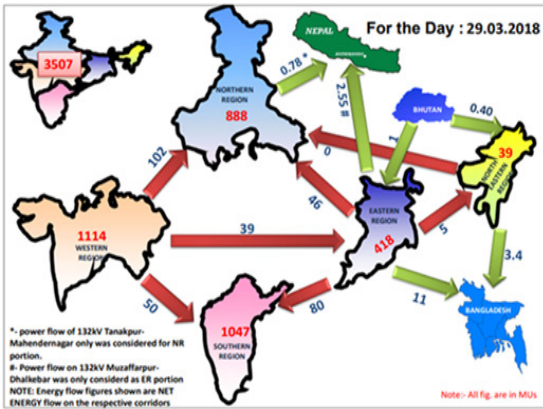 For the Day : 29.03.2018
NEPAL
3507
0.78 *
2.55 #
NORTHERN
REGION
888
BHUTAN
0.40
1
39
NORTH
EASTERN
REGION
102
0
46
1114
WESTERN
REGION
39
EASTERN
REGION
418
5
3.4
50
80
11
1047
SOUTHERN
REGION
BANGLADESH
*- power flow of 132kV Tanakpur-
Mahendernagar only was considered for NR
portion.
#- Power flow on 132kV Muzaffarpur-
Dhalkebar was only considerd as ER portion
NOTE: Energy flow figures shown are NET
ENERGY flow on the respective corridors
Note:- All fig. are in MUs